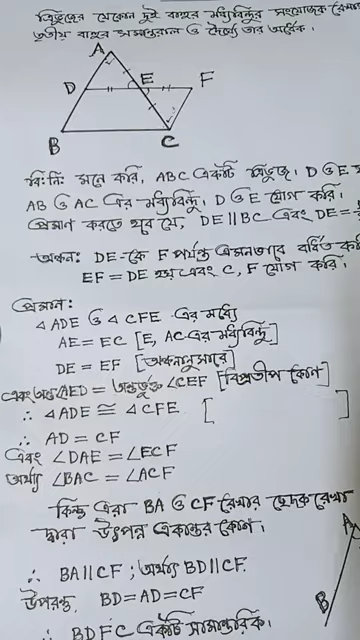 ত্রিভুজের যেকোন দুই বাহুর মধ্যবিন্দুর সংযোজক রেখাংশ
তৃতীয় বাহুর সমান্তরাল ও দৈর্ঘ্যে তার অর্ধেক।
A
D E F
B C
বি:নি: মনে করি, ABC একটি ত্রিভুজ। D ও E
AB ও AC এর মধ্যবিন্দু। D ও E যোগ করি।
প্রমাণ করতে হবে যে, DE || BC এবং DE =
অঙ্কন: DE-কে F পর্যন্ত এমনভাবে বর্ধিত করি
EF = DE হয় এবং C, F যোগ করি।
প্রমাণ:
△ADE ও △CFE এর মধ্যে
AE = EC [E, AC এর মধ্যবিন্দু]
DE = EF [অঙ্কনানুসারে]
এবং ∠AED = অন্তর্ভুক্ত ∠CEF [বিপ্রতীপ কোণ]
∴ △ADE ≅ △CFE [ ]
∴ AD = CF
এবং ∠DAE = ∠ECF
অর্থাৎ ∠BAC = ∠ACF
কিন্তু এরা BA ও CF রেখার ছেদক রেখা
দ্বারা উৎপন্ন একান্তর কোণ।
∴ BA || CF ; অর্থাৎ BD || CF.
উপরন্তু, BD = AD = CF
∴ BDFC একটি সামান্তরিক।
A
B